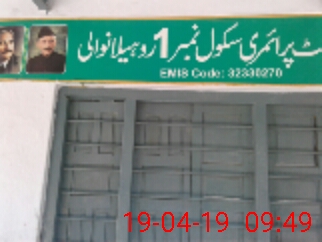 ٹ پرائمری سکول نمبر 1 روہیلانوالی
EMIS Code: 32330270
19-04-19 09:49